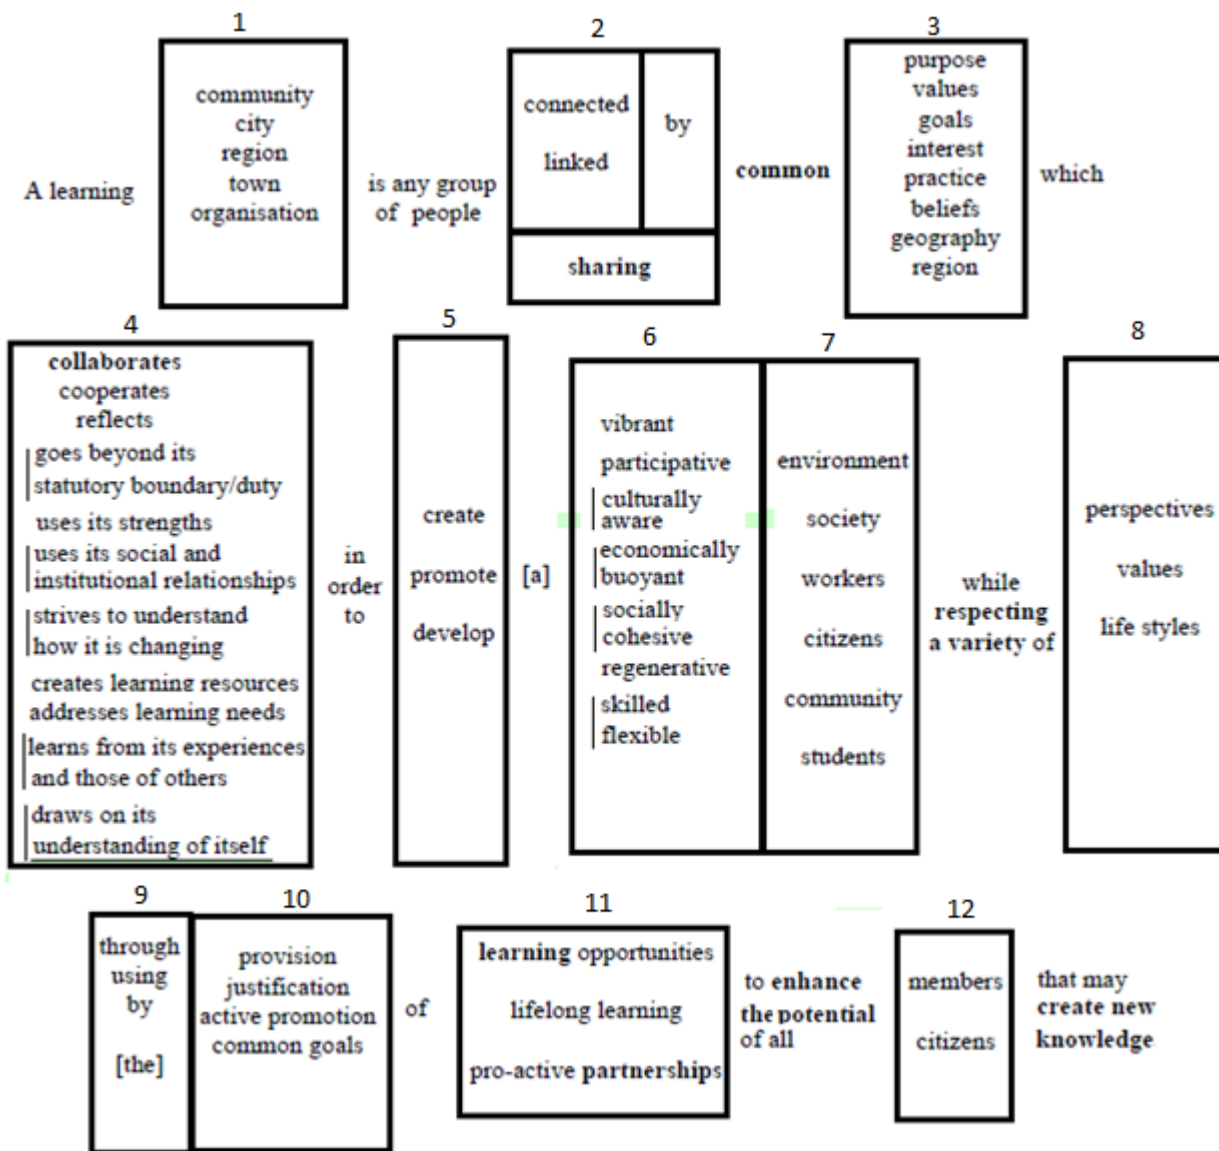 1
2
3
A learning
community
city
region
town
organisation
is any group
of people
connected
linked
by
sharing
common
purpose
values
goals
interest
practice
beliefs
geography
region
which
4
5
6
7
8
collaborates
cooperates
reflects
goes beyond its
statutory boundary/duty
uses its strengths
uses its social and
institutional relationships
strives to understand
how it is changing
creates learning resources
addresses learning needs
learns from its experiences
and those of others
draws on its
understanding of itself
in
order
to
create
promote
develop
[a]
vibrant
participative
culturally
aware
economically
buoyant
socially
cohesive
regenerative
skilled
flexible
environment
society
workers
citizens
community
students
while
respecting
a variety of
perspectives
values
life styles
9
10
11
12
through
using
by
[the]
provision
justification
active promotion
common goals
of
learning opportunities
lifelong learning
pro-active partnerships
to enhance
the potential
of all
members
citizens
that may
create new
knowledge